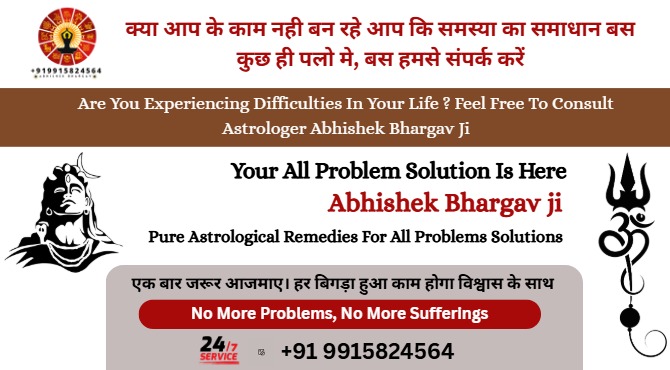 क्या आप के काम नही बन रहे आप कि समस्या का समाधान बस
कुछ ही पलो मे, बस हमसे संपर्क करें
+919915824564
ABHISHEK BHARGAV
Are You Experiencing Difficulties In Your Life ? Feel Free To Consult
Astrologer Abhishek Bhargav Ji
Your All Problem Solution Is Here
Abhishek Bhargav ji
Pure Astrological Remedies For All Problems Solutions
एक बार जरूर आजमाए। हर बिगड़ा हुआ काम होगा विश्वास के साथ
No More Problems, No More Sufferings
24/7
SERVICE
+91 9915824564